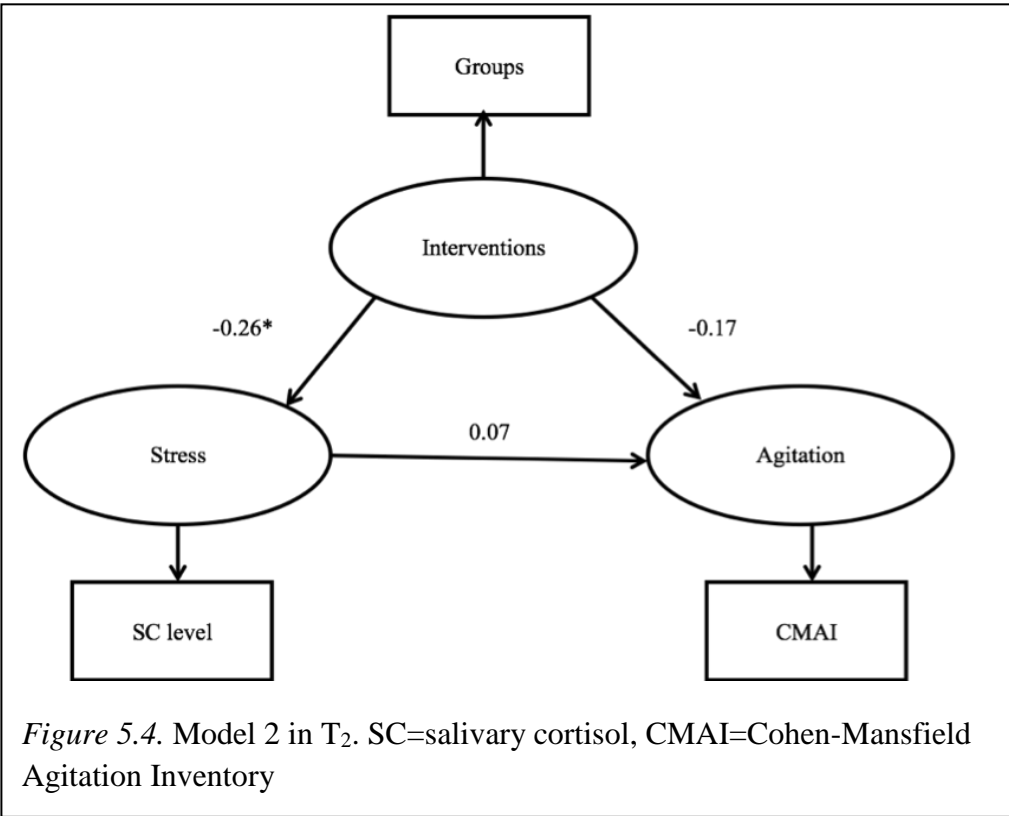 Groups
Interventions
-0.26*
-0.17
0.07
Stress
Agitation
SC level
CMAI
Figure 5.4. Model 2 in T₂. SC=salivary cortisol, CMAI=Cohen-Mansfield
Agitation Inventory